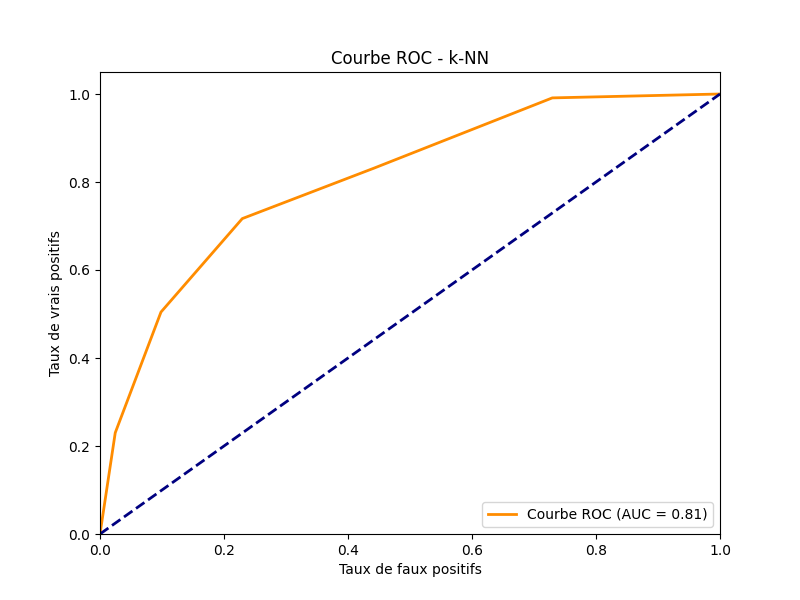 Courbe ROC - k-NN
Taux de vrais positifs
1.0
0.8
0.6
0.4
0.2
0.0
Courbe ROC (AUC = 0.81)
0.0 0.2 0.4 0.6 0.8 1.0
Taux de faux positifs